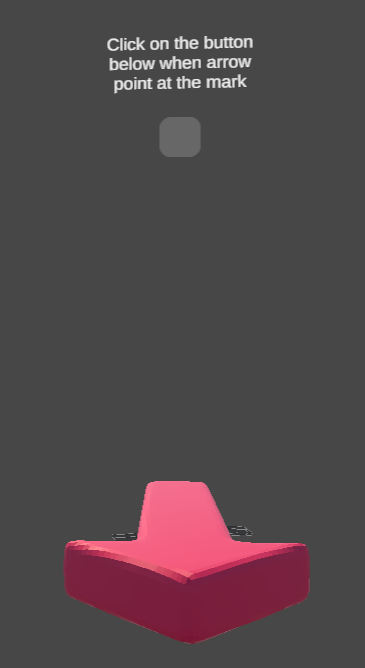 Click on the button
below when arrow
point at the mark